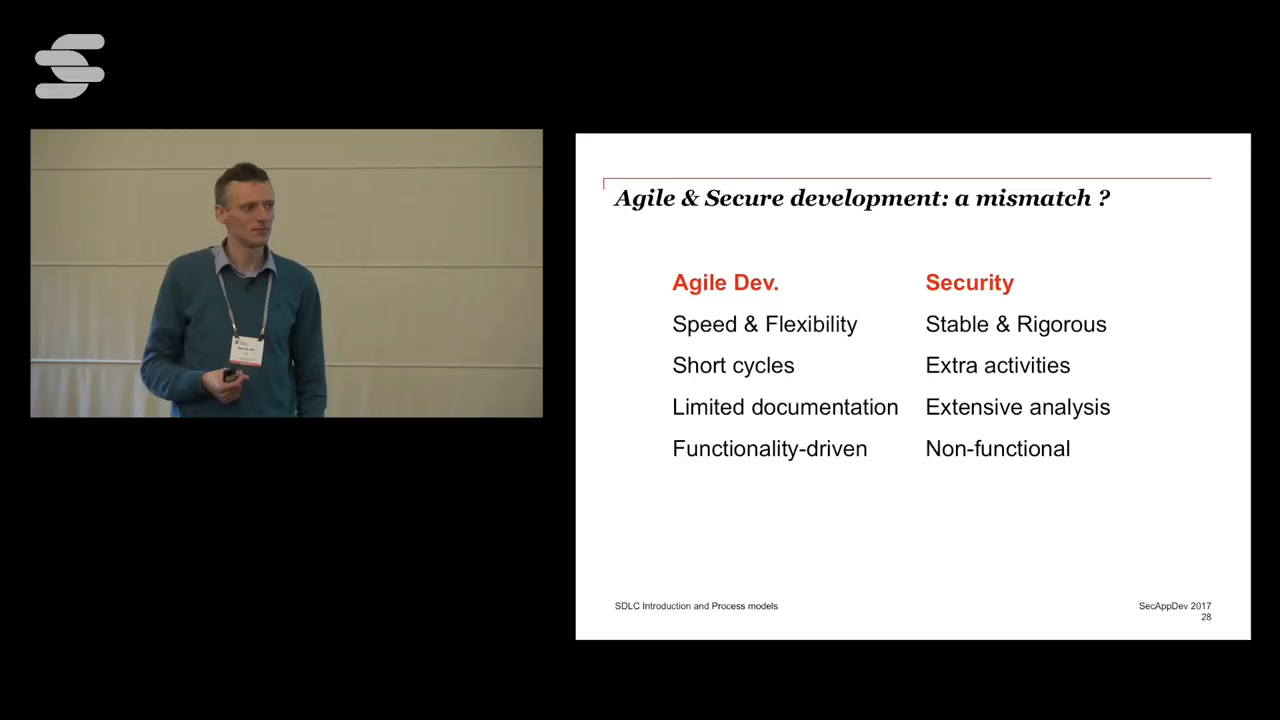 Agile & Secure development: a mismatch ?
Agile Dev. Security
Speed & Flexibility Stable & Rigorous
Short cycles Extra activities
Limited documentation Extensive analysis
Functionality-driven Non-functional
SDLC Introduction and Process models SecAppDev 2017
28